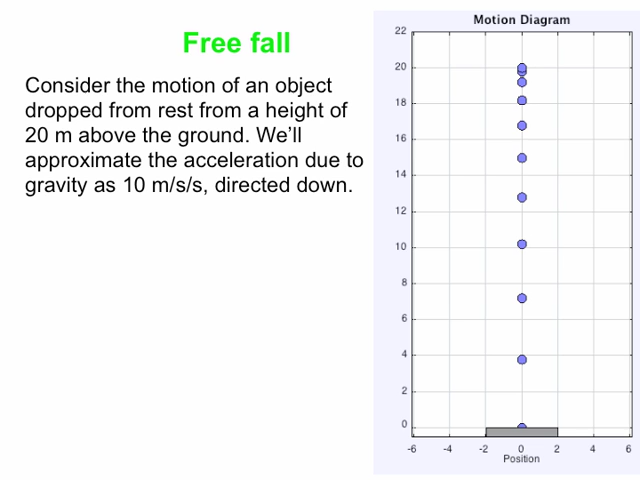 Free fall
Consider the motion of an object
dropped from rest from a height of
20 m above the ground. We’ll
approximate the acceleration due to
gravity as 10 m/s/s, directed down.
Motion Diagram
22
20
18
16
14
12
10
8
6
4
2
0
-6 -4 -2 0 2 4 6
Position